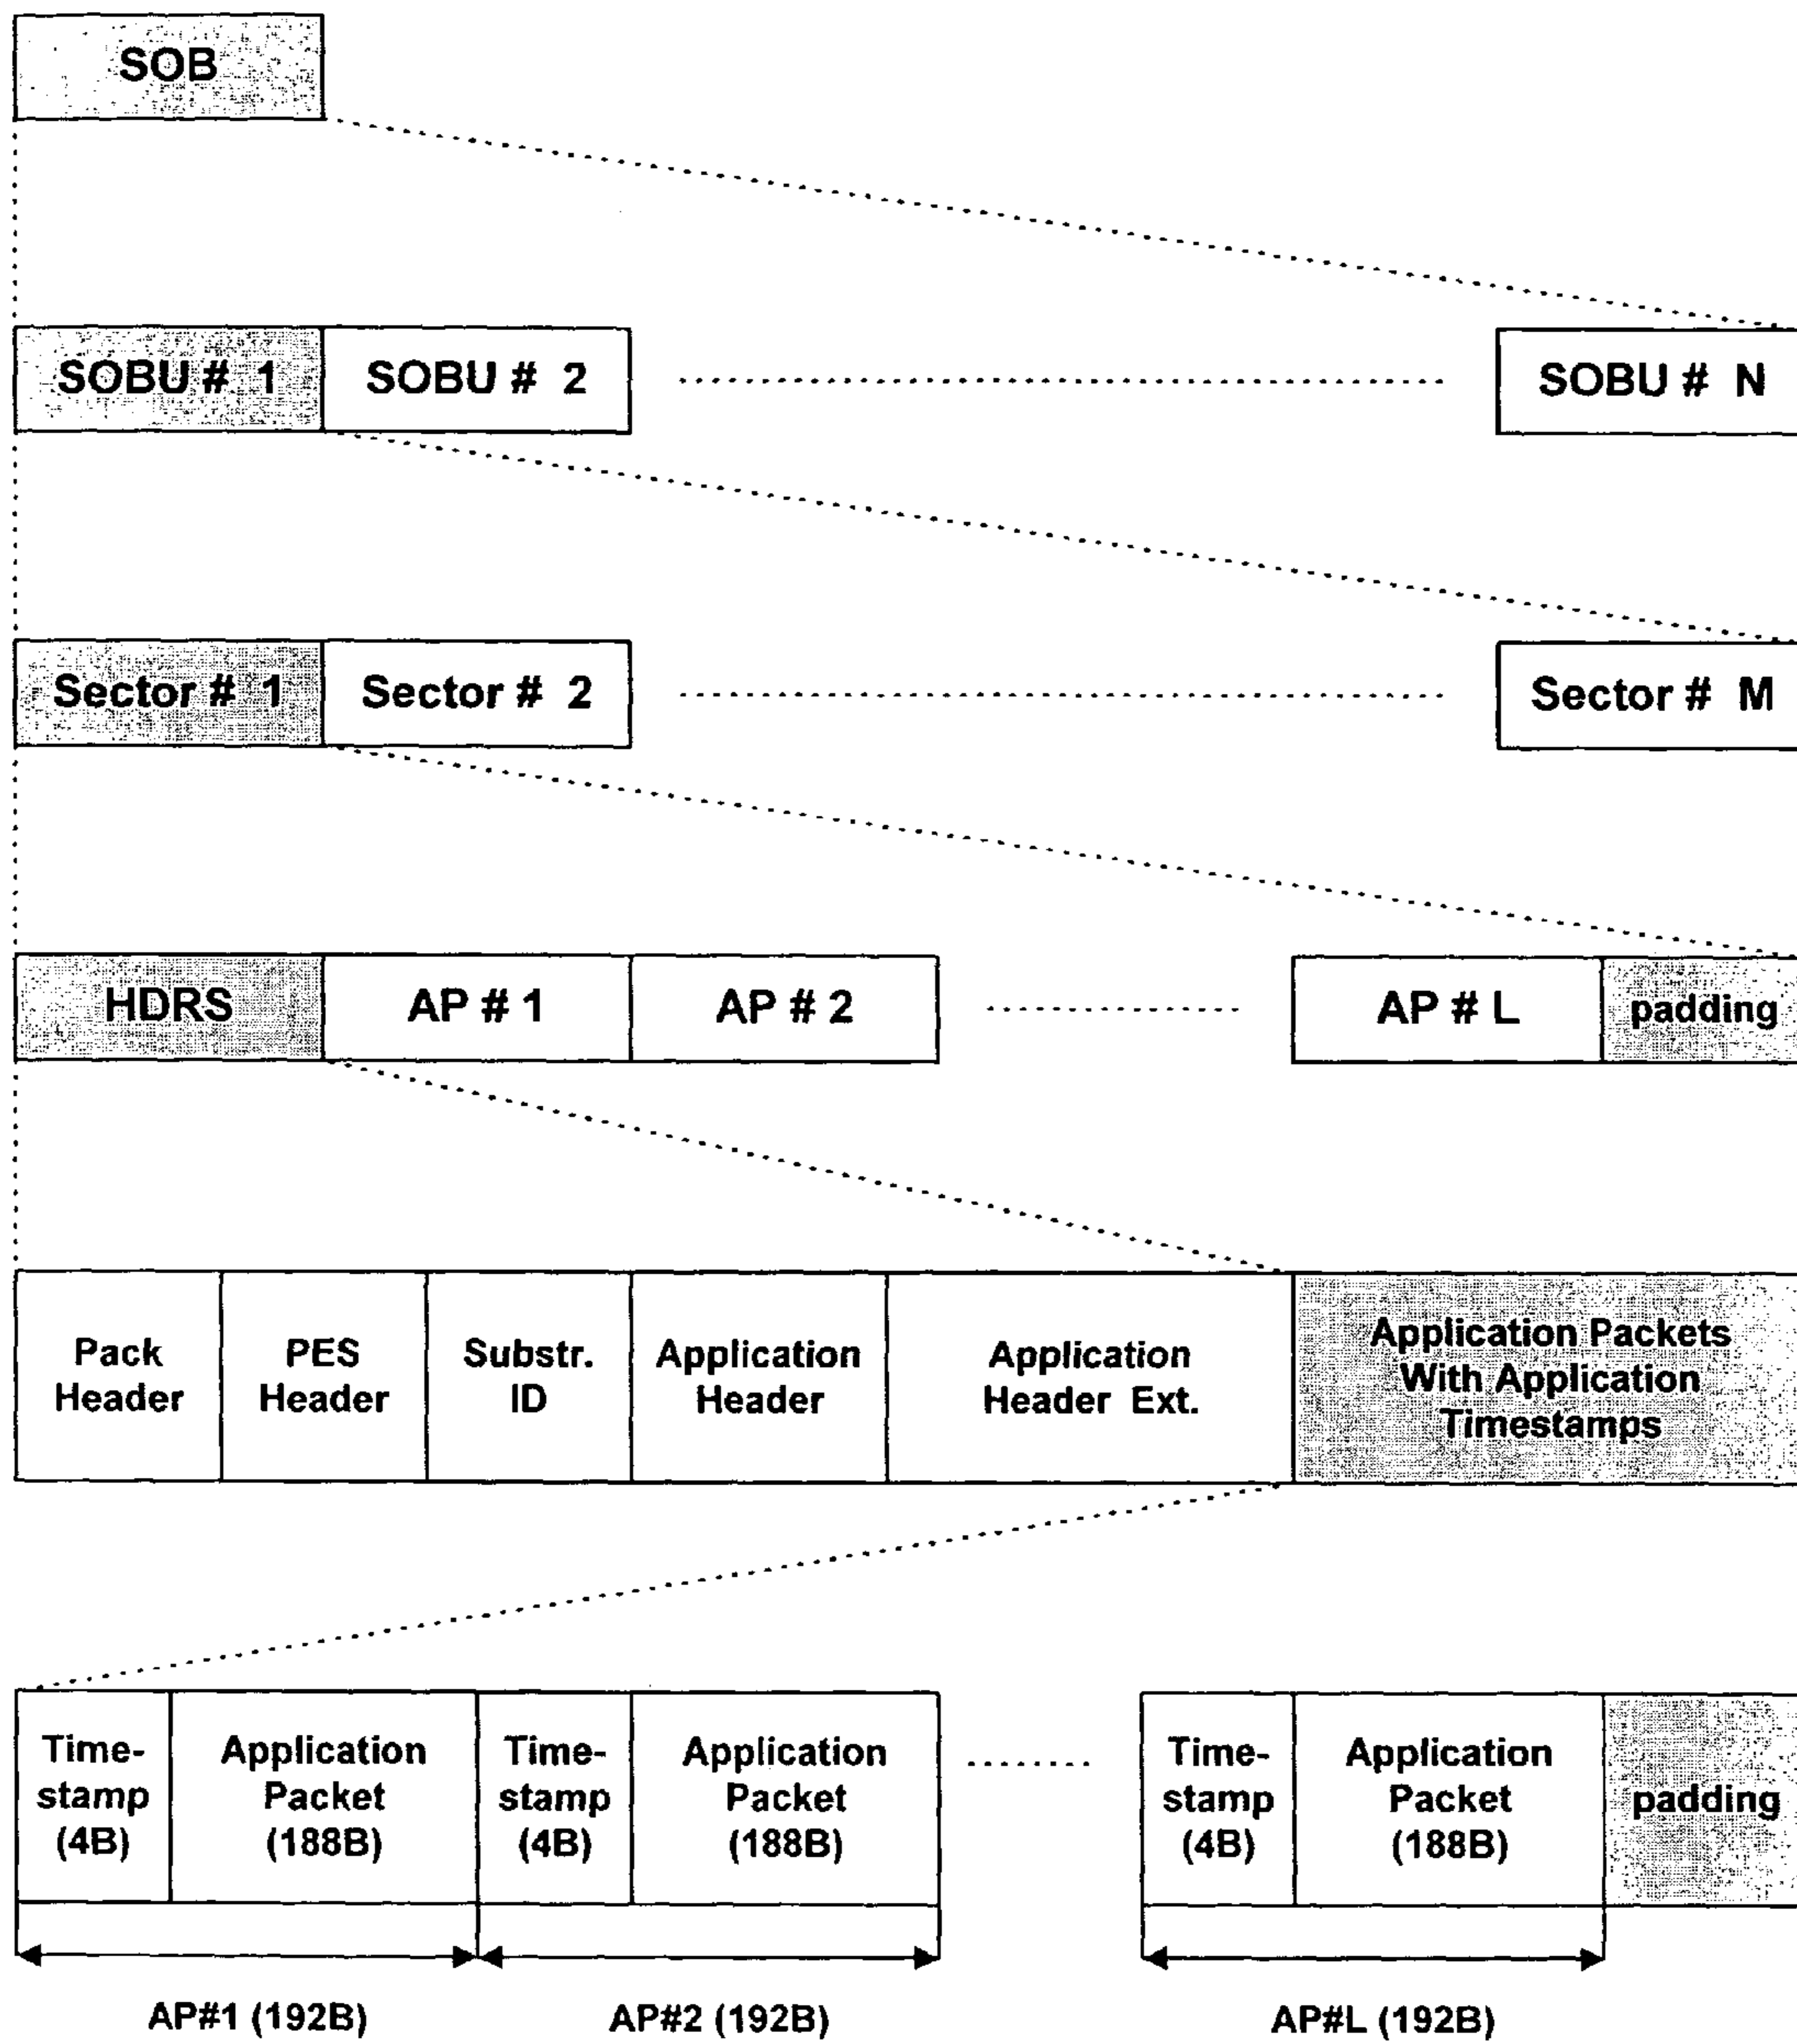 SOB
SOBU # 1 SOBU # 2 SOBU # N
Sector # 1 Sector # 2 Sector # M
HDRS AP # 1 AP # 2 AP # L padding
Pack
Header
PES
Header
Substr.
ID
Application
Header
Application
Header Ext.
Application Packets
With Application
Timestamps
Time-
stamp
(4B)
Application
Packet
(188B)
Time-
stamp
(4B)
Application
Packet
(188B)
Time-
stamp
(4B)
Application
Packet
(188B)
padding
AP#1 (192B) AP#2 (192B) AP#L (192B)